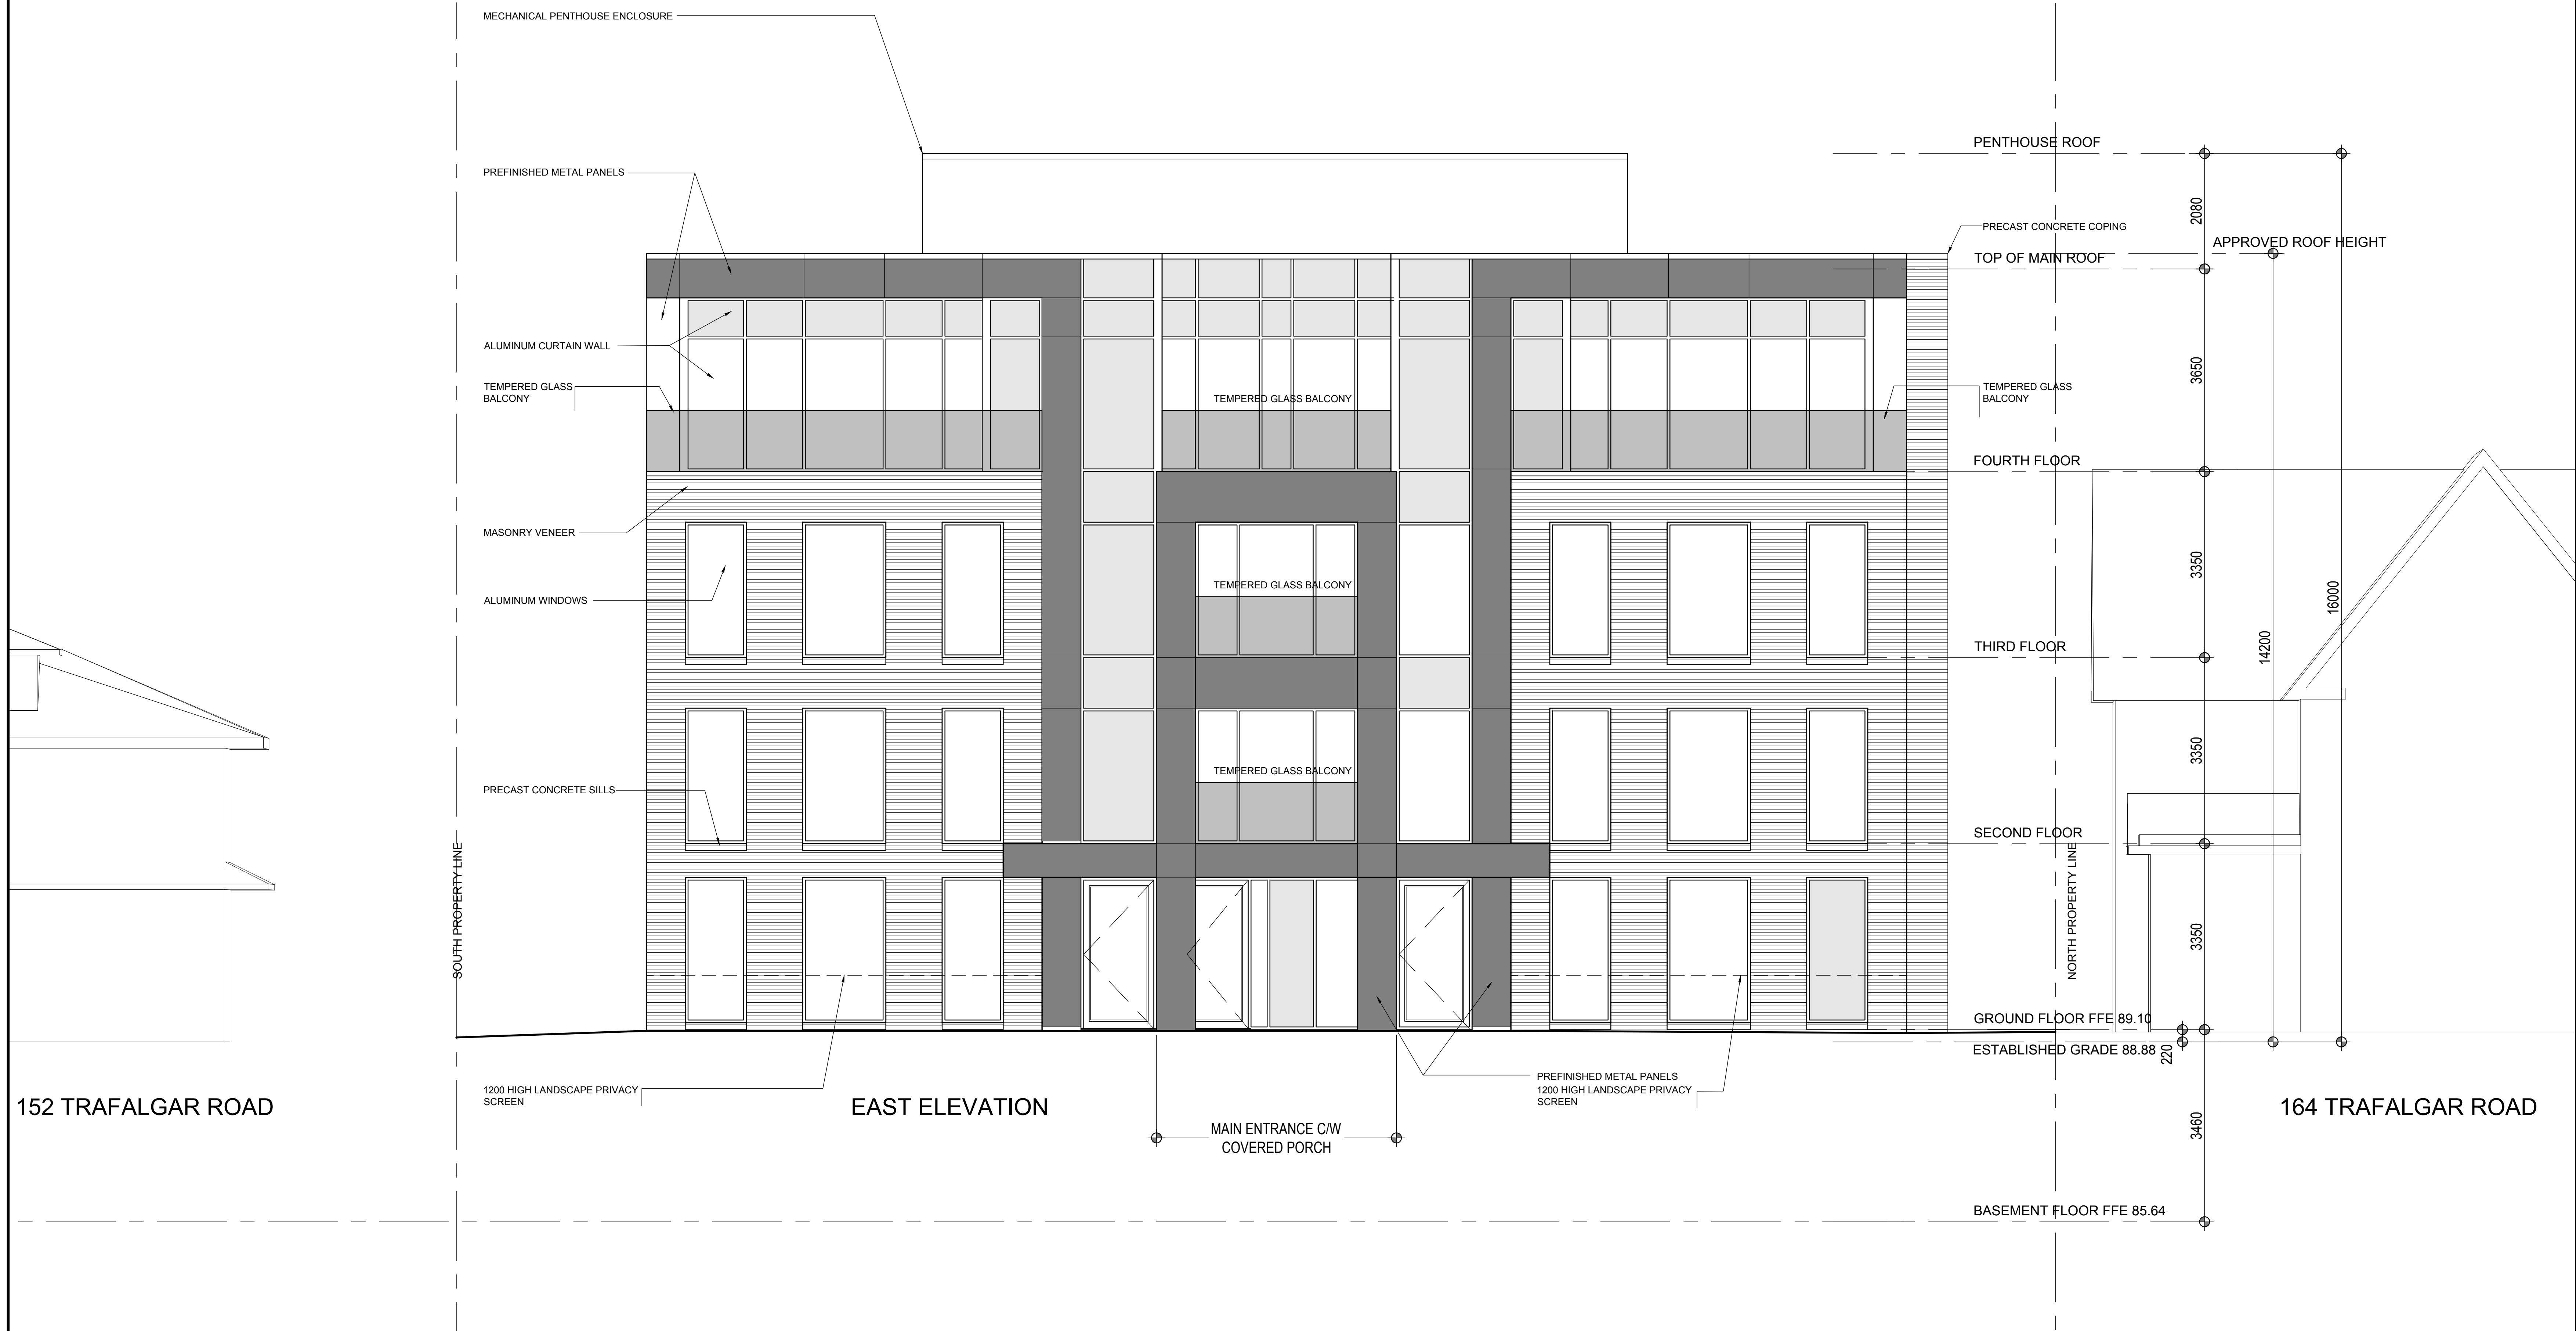 MECHANICAL PENTHOUSE ENCLOSURE
PENTHOUSE ROOF
PREFINISHED METAL PANELS
2080
PRECAST CONCRETE COPING
APPROVED ROOF HEIGHT
TOP OF MAIN ROOF
ALUMINUM CURTAIN WALL
3650
TEMPERED GLASS
BALCONY
TEMPERED GLASS BALCONY
TEMPERED GLASS
BALCONY
FOURTH FLOOR
MASONRY VENEER
3350
TEMPERED GLASS BALCONY
ALUMINUM WINDOWS
16000
14200
THIRD FLOOR
3350
TEMPERED GLASS BALCONY
PRECAST CONCRETE SILLS
SECOND FLOOR
SOUTH PROPERTY LINE
NORTH PROPERTY LINE
3350
GROUND FLOOR FFE 89.10
ESTABLISHED GRADE 88.88
220
1200 HIGH LANDSCAPE PRIVACY
SCREEN
PREFINISHED METAL PANELS
1200 HIGH LANDSCAPE PRIVACY
SCREEN
152 TRAFALGAR ROAD
EAST ELEVATION
164 TRAFALGAR ROAD
3460
MAIN ENTRANCE C/W
COVERED PORCH
BASEMENT FLOOR FFE 85.64